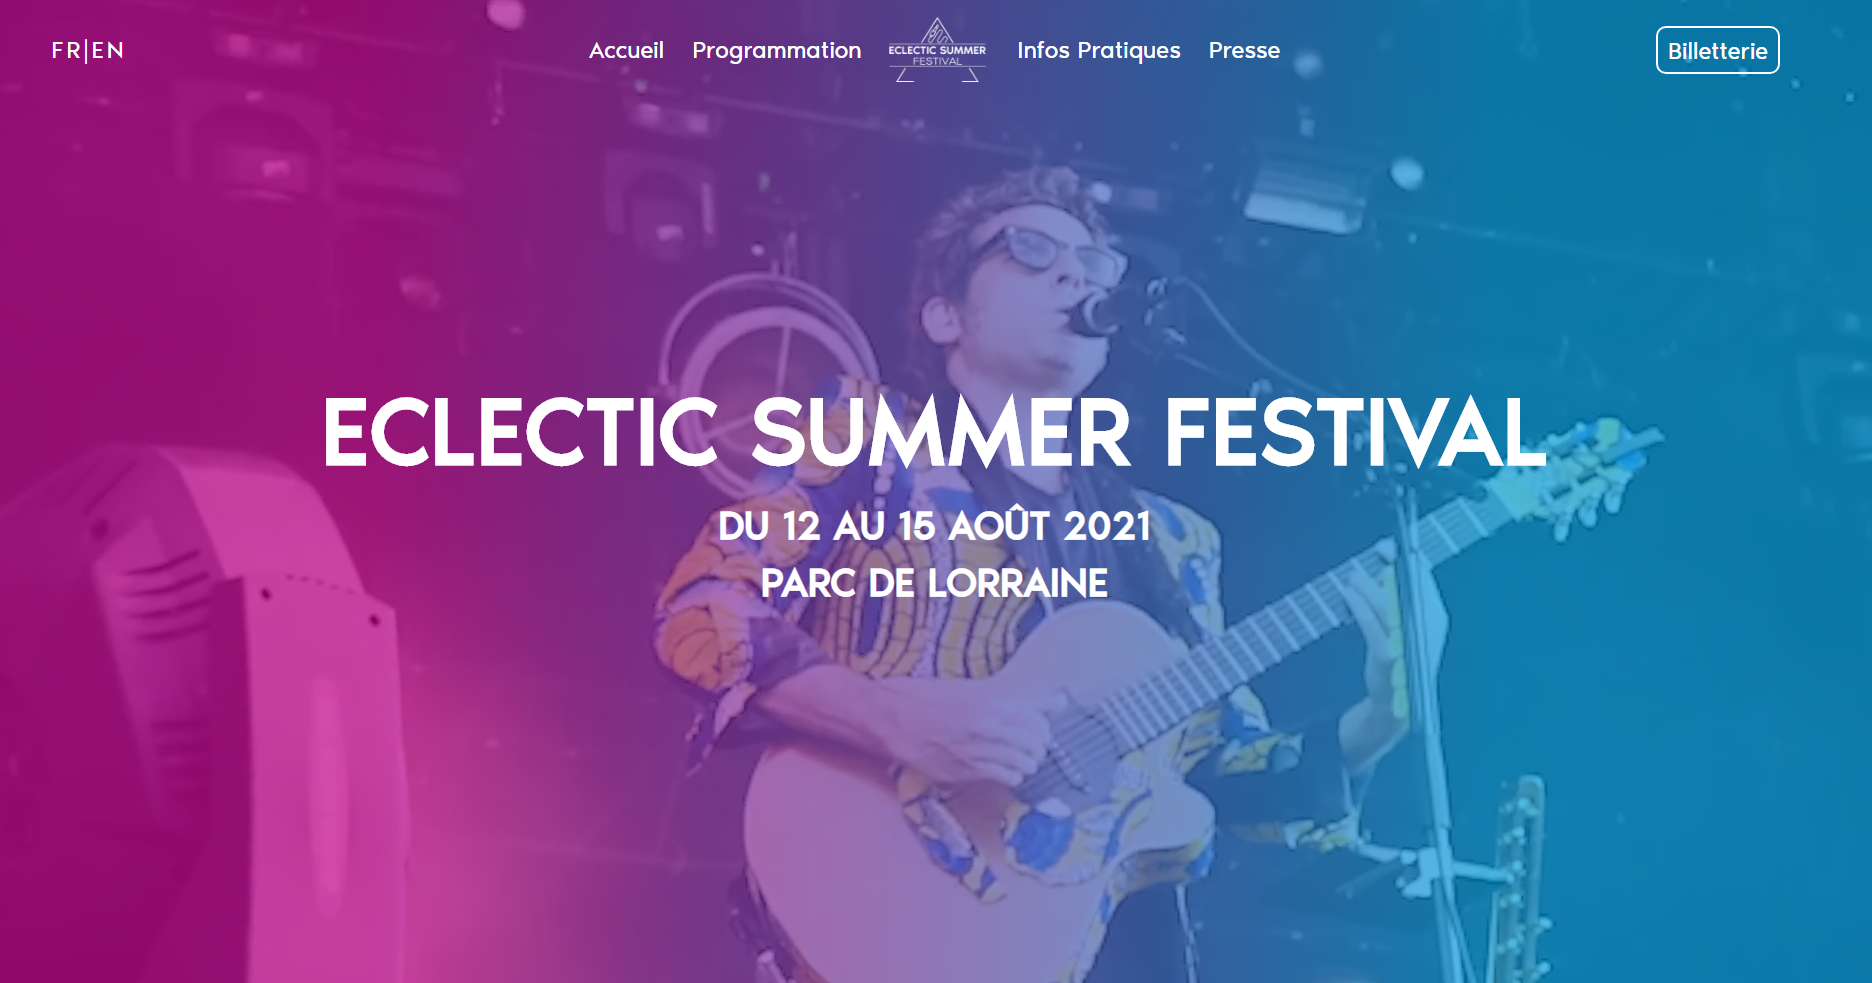 FR|EN
Accueil
Programmation
ECLECTIC SUMMER
FESTIVAL
Infos Pratiques
Presse
Billetterie
ECLECTIC SUMMER FESTIVAL
DU 12 AU 15 AOÛT 2021
PARC DE LORRAINE